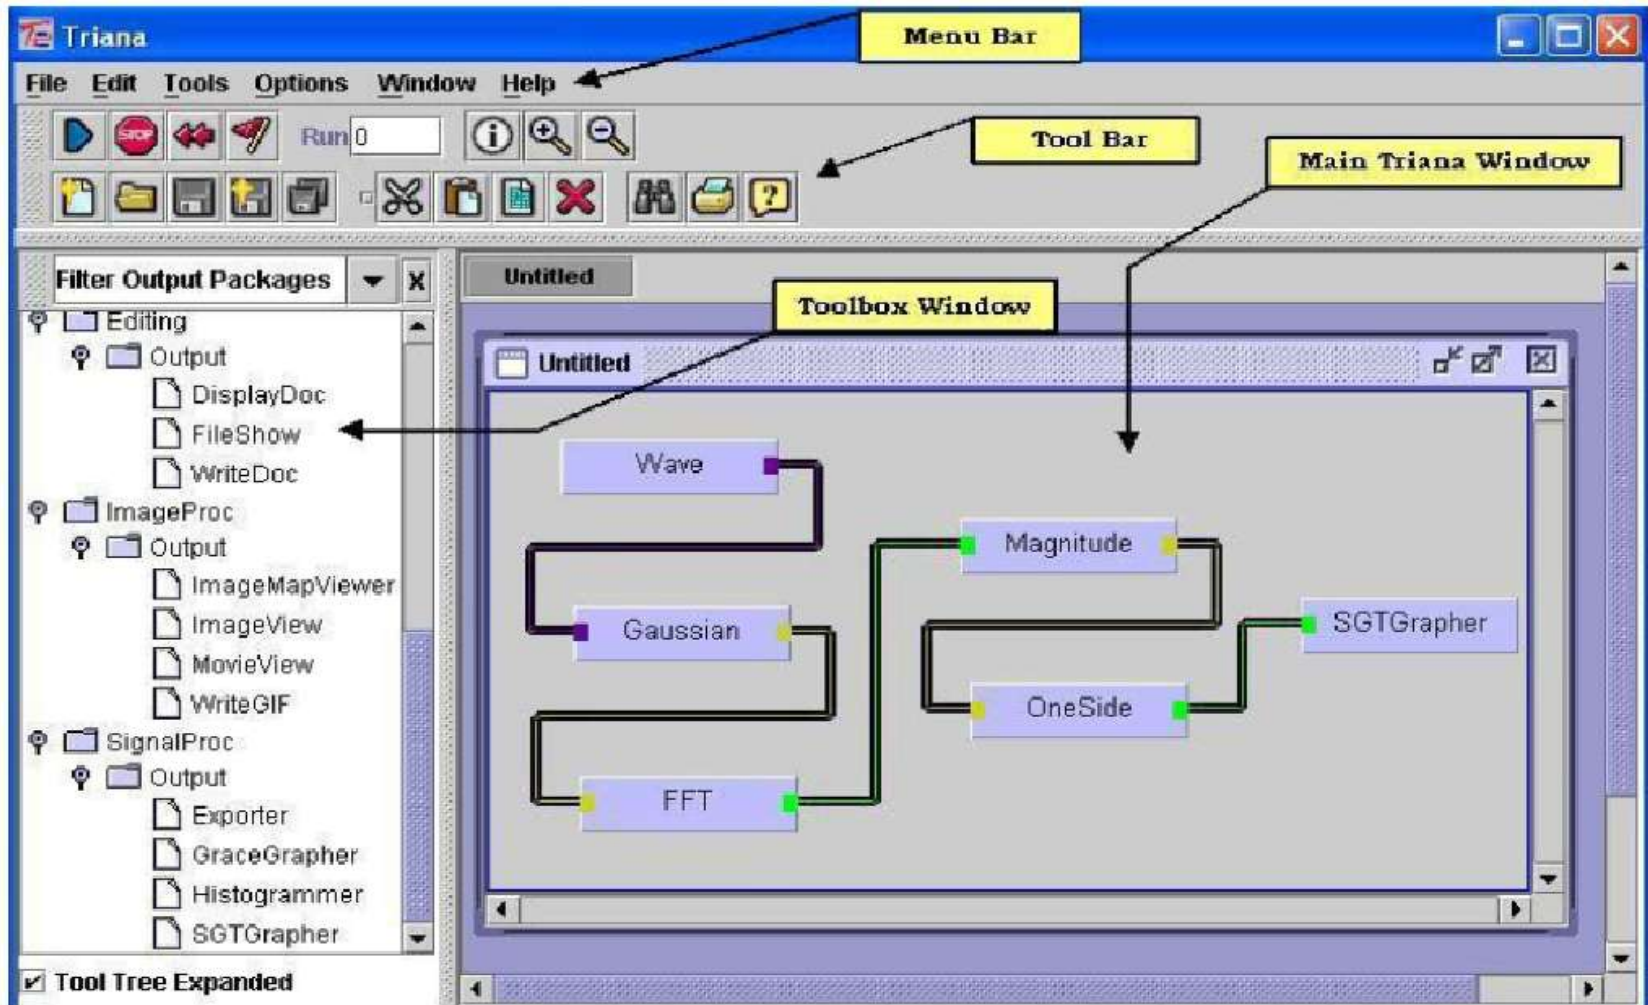 Triana
Menu Bar
File Edit Tools Options Window Help
STOP
Run 0
Tool Bar
Main Triana Window
Filter Output Packages
Editing
Output
DisplayDoc
FileShow
WriteDoc
ImageProc
Output
ImageMapViewer
ImageView
MovieView
WriteGIF
SignalProc
Output
Exporter
GraceGrapher
Histogrammer
SGTGrapher
Tool Tree Expanded
Untitled
Toolbox Window
Untitled
Wave
Gaussian
FFT
Magnitude
OneSide
SGTGrapher